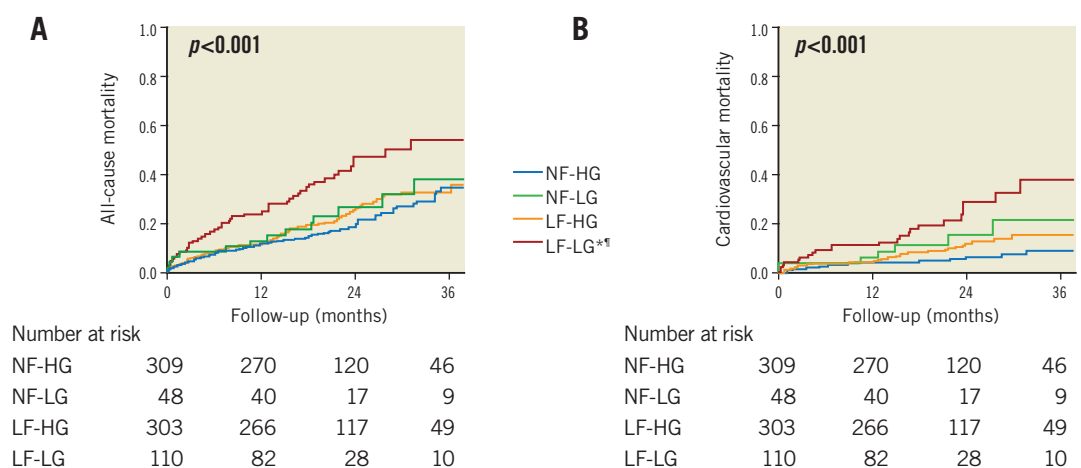 A
p<0.001
1.0
0.8
0.6
0.4
0.2
0.0
All-cause mortality
0 12 24 36
Follow-up (months)
NF-HG
NF-LG
LF-HG
LF-LG*¶
B
p<0.001
1.0
0.8
0.6
0.4
0.2
0.0
Cardiovascular mortality
0 12 24 36
Follow-up (months)
Number at risk
NF-HG 309 270 120 46
NF-LG 48 40 17 9
LF-HG 303 266 117 49
LF-LG 110 82 28 10
Number at risk
NF-HG 309 270 120 46
NF-LG 48 40 17 9
LF-HG 303 266 117 49
LF-LG 110 82 28 10